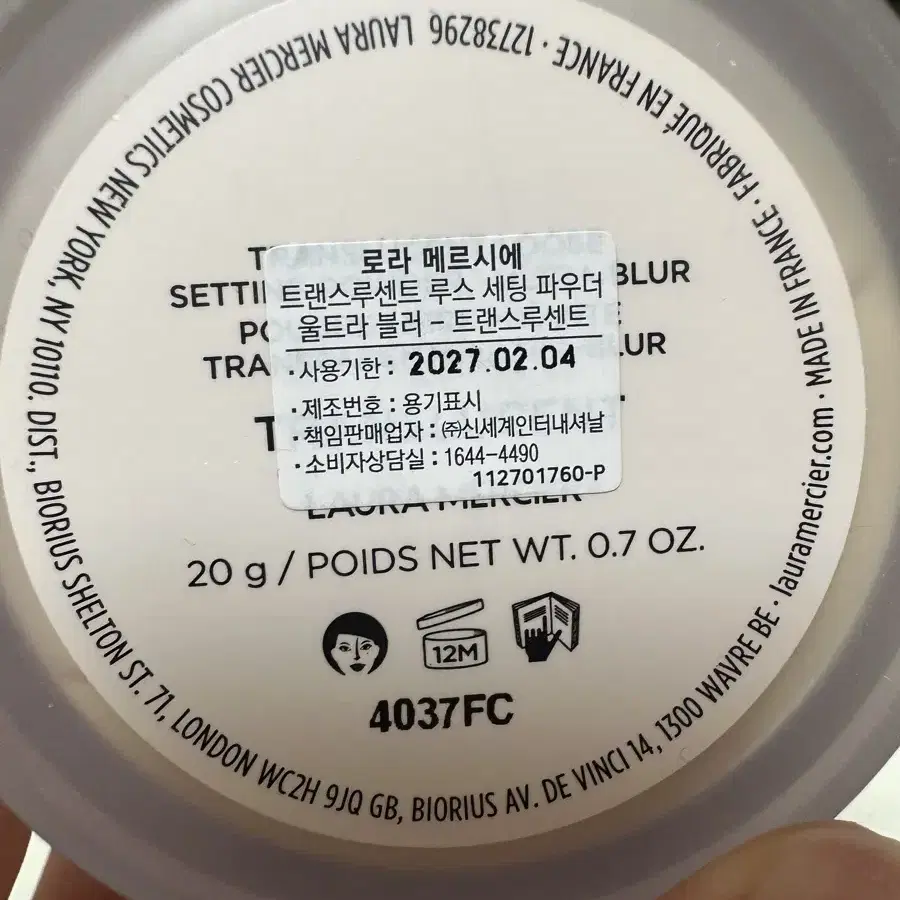 로라 메르시에
트랜스루센트 루스 세팅 파우더
울트라 블러 - 트랜스루센트
· 사용기한 : 2027.02.04
· 제조번호 : 용기표시
· 책임판매업자 : ㈜신세계인터내셔날
· 소비자상담실 : 1644-4490
112701760-P
BLUR
LAURA MERCIER
20 g / POIDS NET WT. 0.7 OZ.
12M
4037FC
LAURA MERCIER COSMETICS NEW YORK, NY 10110. DIST., BIORIUS SHELTON ST. 71, LONDON WC2H 9JQ GB, BIORIUS AV. DE VINCI 14, 1300 WAVRE BE · lauramercier.com · MADE IN FRANCE · FABRIQUÉ EN FRANCE · 12738296